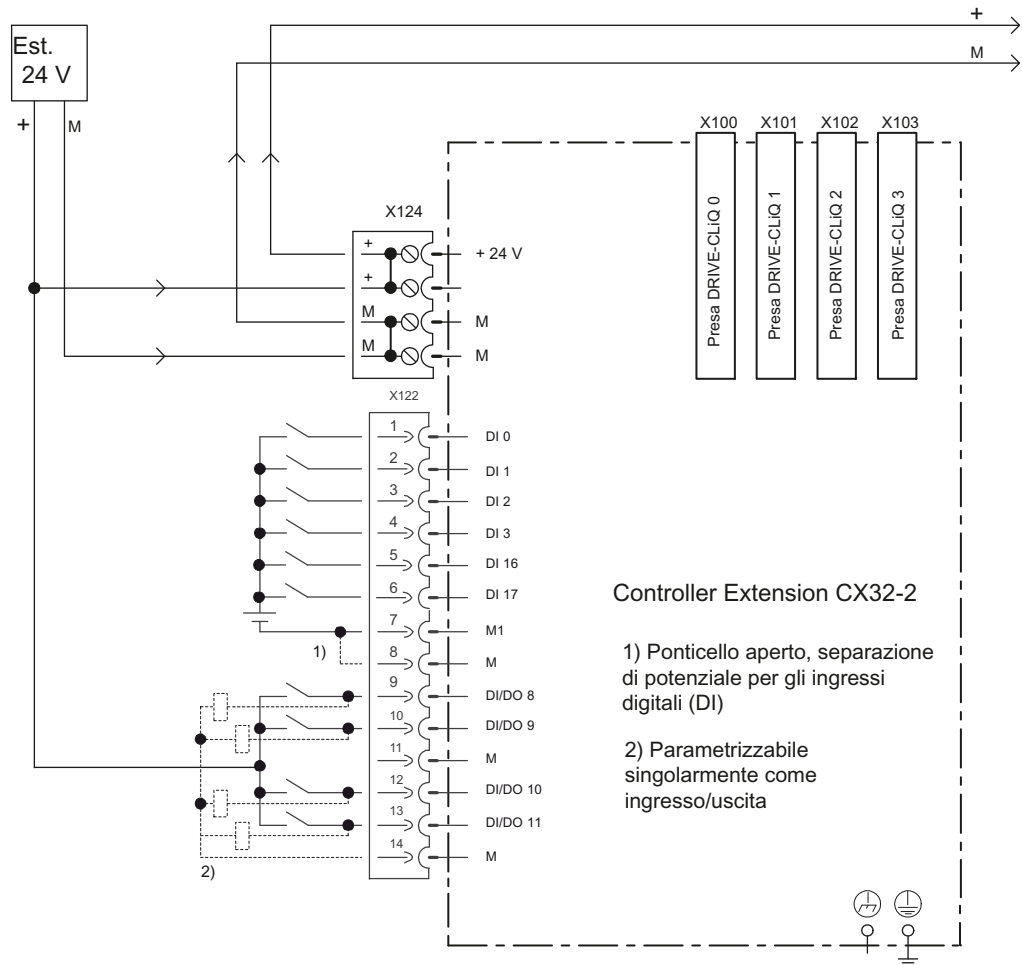 +
M
Est.
24 V
+
M
X100
X101
X102
X103
Presa DRIVE-CLiQ 0
Presa DRIVE-CLiQ 1
Presa DRIVE-CLiQ 2
Presa DRIVE-CLiQ 3
X124
+
+ 24 V
+
M
M
M
M
X122
1
DI 0
2
DI 1
3
DI 2
4
DI 3
5
DI 16
6
DI 17
7
M1
1)
8
M
9
DI/DO 8
10
DI/DO 9
11
M
12
DI/DO 10
13
DI/DO 11
14
M
2)
Controller Extension CX32-2
1) Ponticello aperto, separazione
di potenziale per gli ingressi
digitali (DI)
2) Parametrizzabile
singolarmente come
ingresso/uscita